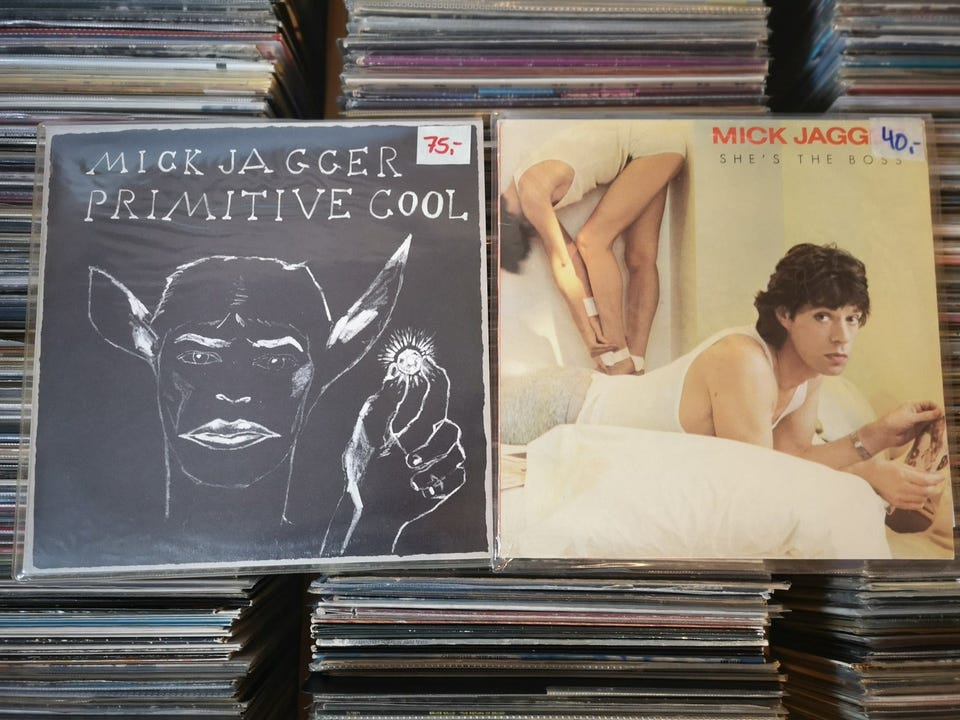 MICK JAGGER
PRIMITIVE COOL
75,-
MICK JAGG
SHE'S THE BOSS
40,-